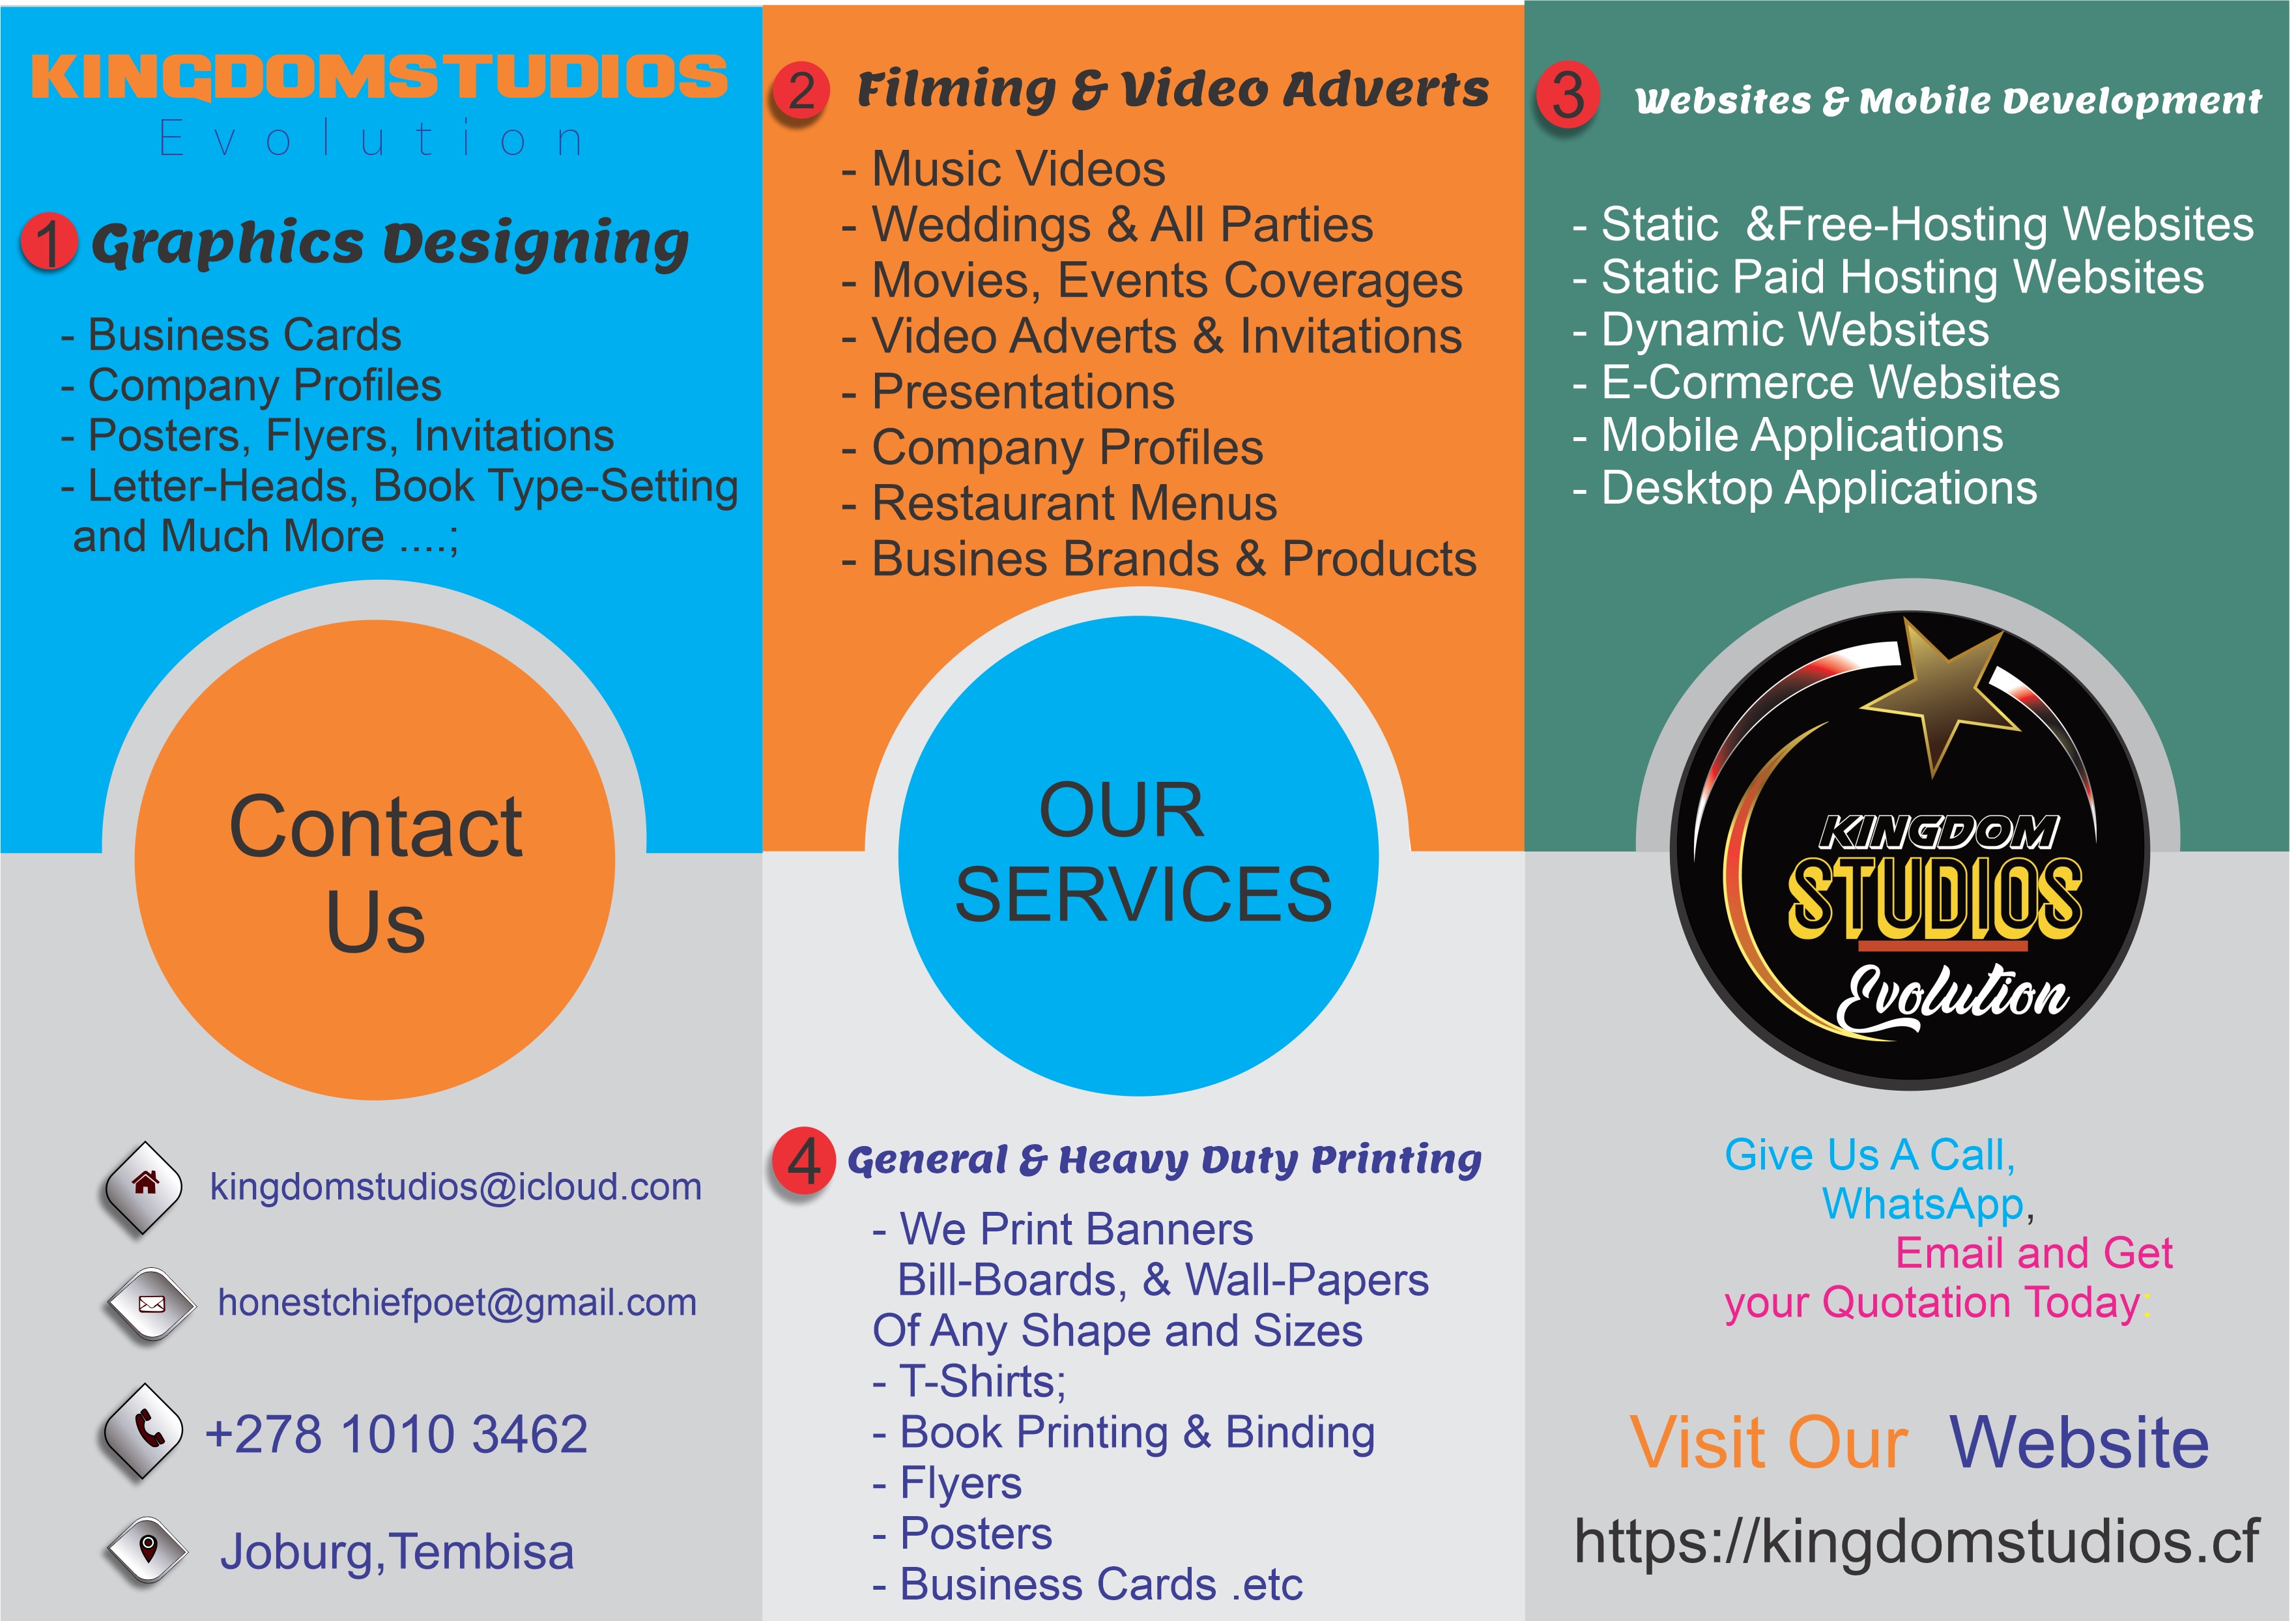 KINGDOMSTUDIOS
Evolution
1 Graphics Designing
- Business Cards
- Company Profiles
- Posters, Flyers, Invitations
- Letter-Heads, Book Type-Setting
and Much More ....;
Contact
Us
kingdomstudios@icloud.com
honestchiefpoet@gmail.com
+278 1010 3462
Joburg,Tembisa
2 Filming & Video Adverts
- Music Videos
- Weddings & All Parties
- Movies, Events Coverages
- Video Adverts & Invitations
- Presentations
- Company Profiles
- Restaurant Menus
- Busines Brands & Products
OUR
SERVICES
4 General & Heavy Duty Printing
- We Print Banners
Bill-Boards, & Wall-Papers
Of Any Shape and Sizes
- T-Shirts;
- Book Printing & Binding
- Flyers
- Posters
- Business Cards .etc
3 Websites & Mobile Development
- Static &Free-Hosting Websites
- Static Paid Hosting Websites
- Dynamic Websites
- E-Cormerce Websites
- Mobile Applications
- Desktop Applications
KINGDOM
STUDIOS
Evolution
Give Us A Call,
WhatsApp,
Email and Get
your Quotation Today:
Visit Our Website
https://kingdomstudios.cf